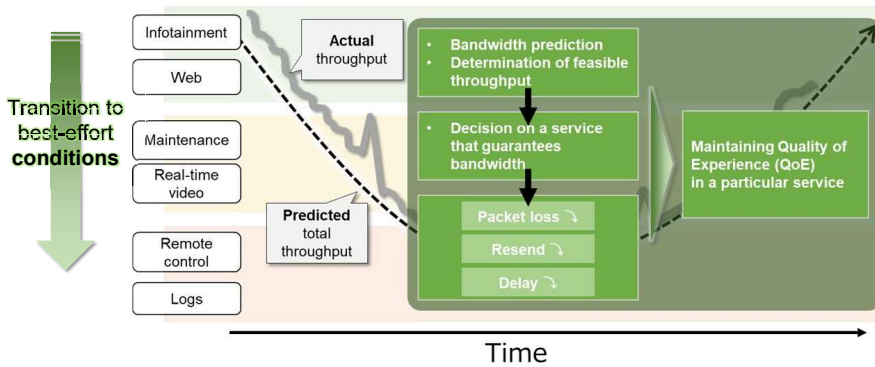 Transition to
best-effort
conditions
Infotainment
Web
Maintenance
Real-time
video
Remote
control
Logs
Actual
throughput
Predicted
total
throughput
• Bandwidth prediction
• Determination of feasible
throughput
• Decision on a service
that guarantees
bandwidth
Packet loss
Resend
Delay
Maintaining Quality of
Experience (QoE)
in a particular service
Time